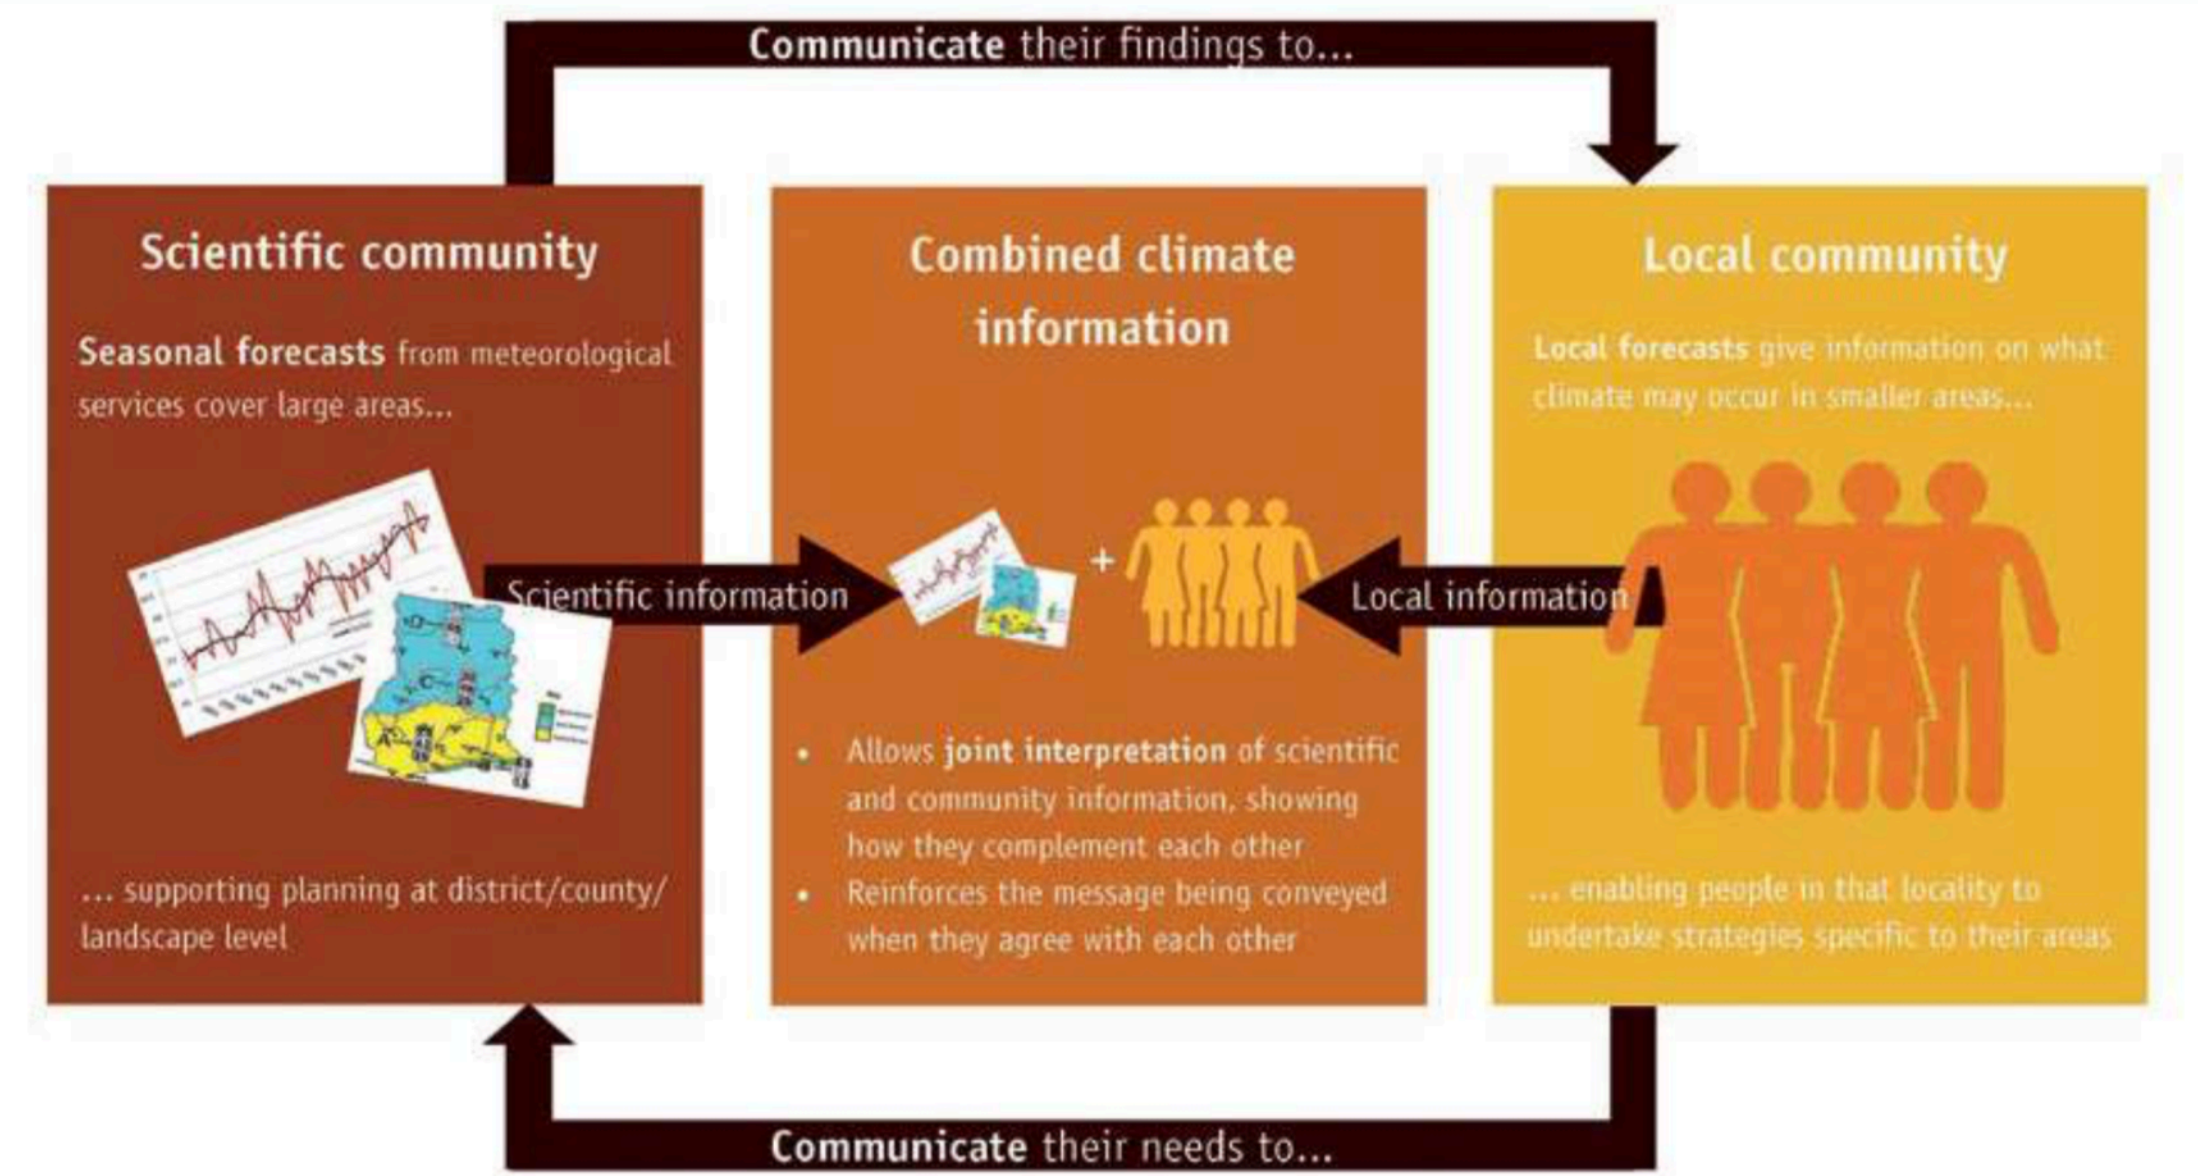 Communicate their findings to...
Scientific community
Seasonal forecasts from meteorological
services cover large areas...
Scientific information
... supporting planning at district/county/
landscape level
Combined climate
information
+
• Allows joint interpretation of scientific
and community information, showing
how they complement each other
• Reinforces the message being conveyed
when they agree with each other
Local community
Local forecasts give information on what
climate may occur in smaller areas...
Local information
... enabling people in that locality to
undertake strategies specific to their areas
Communicate their needs to...